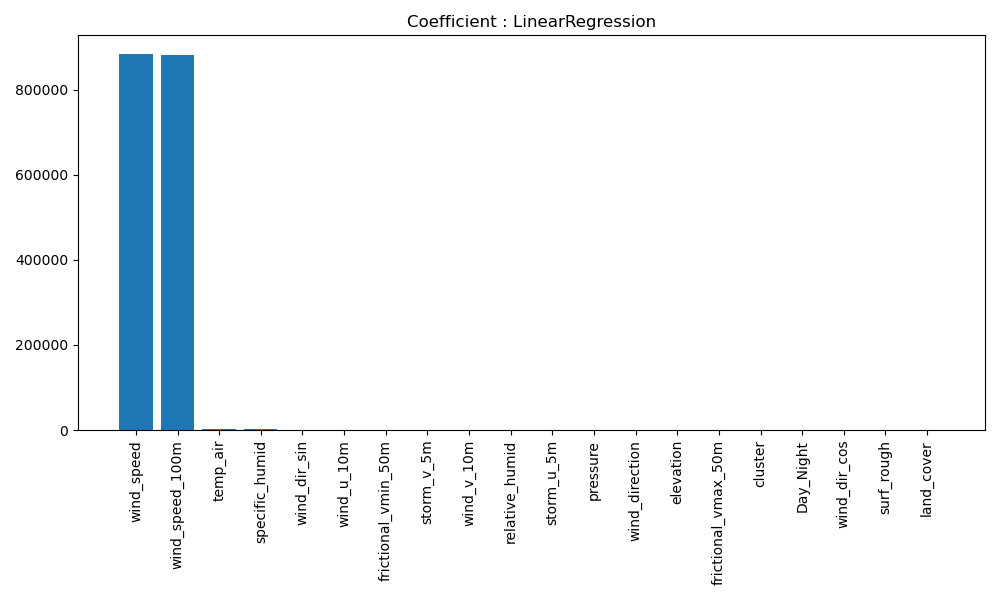 Coefficient : LinearRegression
800000
600000
400000
200000
0
wind_speed
wind_speed_100m
temp_air
specific_humid
wind_dir_sin
wind_u_10m
frictional_vmin_50m
storm_v_5m
wind_v_10m
relative_humid
storm_u_5m
pressure
wind_direction
elevation
frictional_vmax_50m
cluster
Day_Night
wind_dir_cos
surf_rough
land_cover